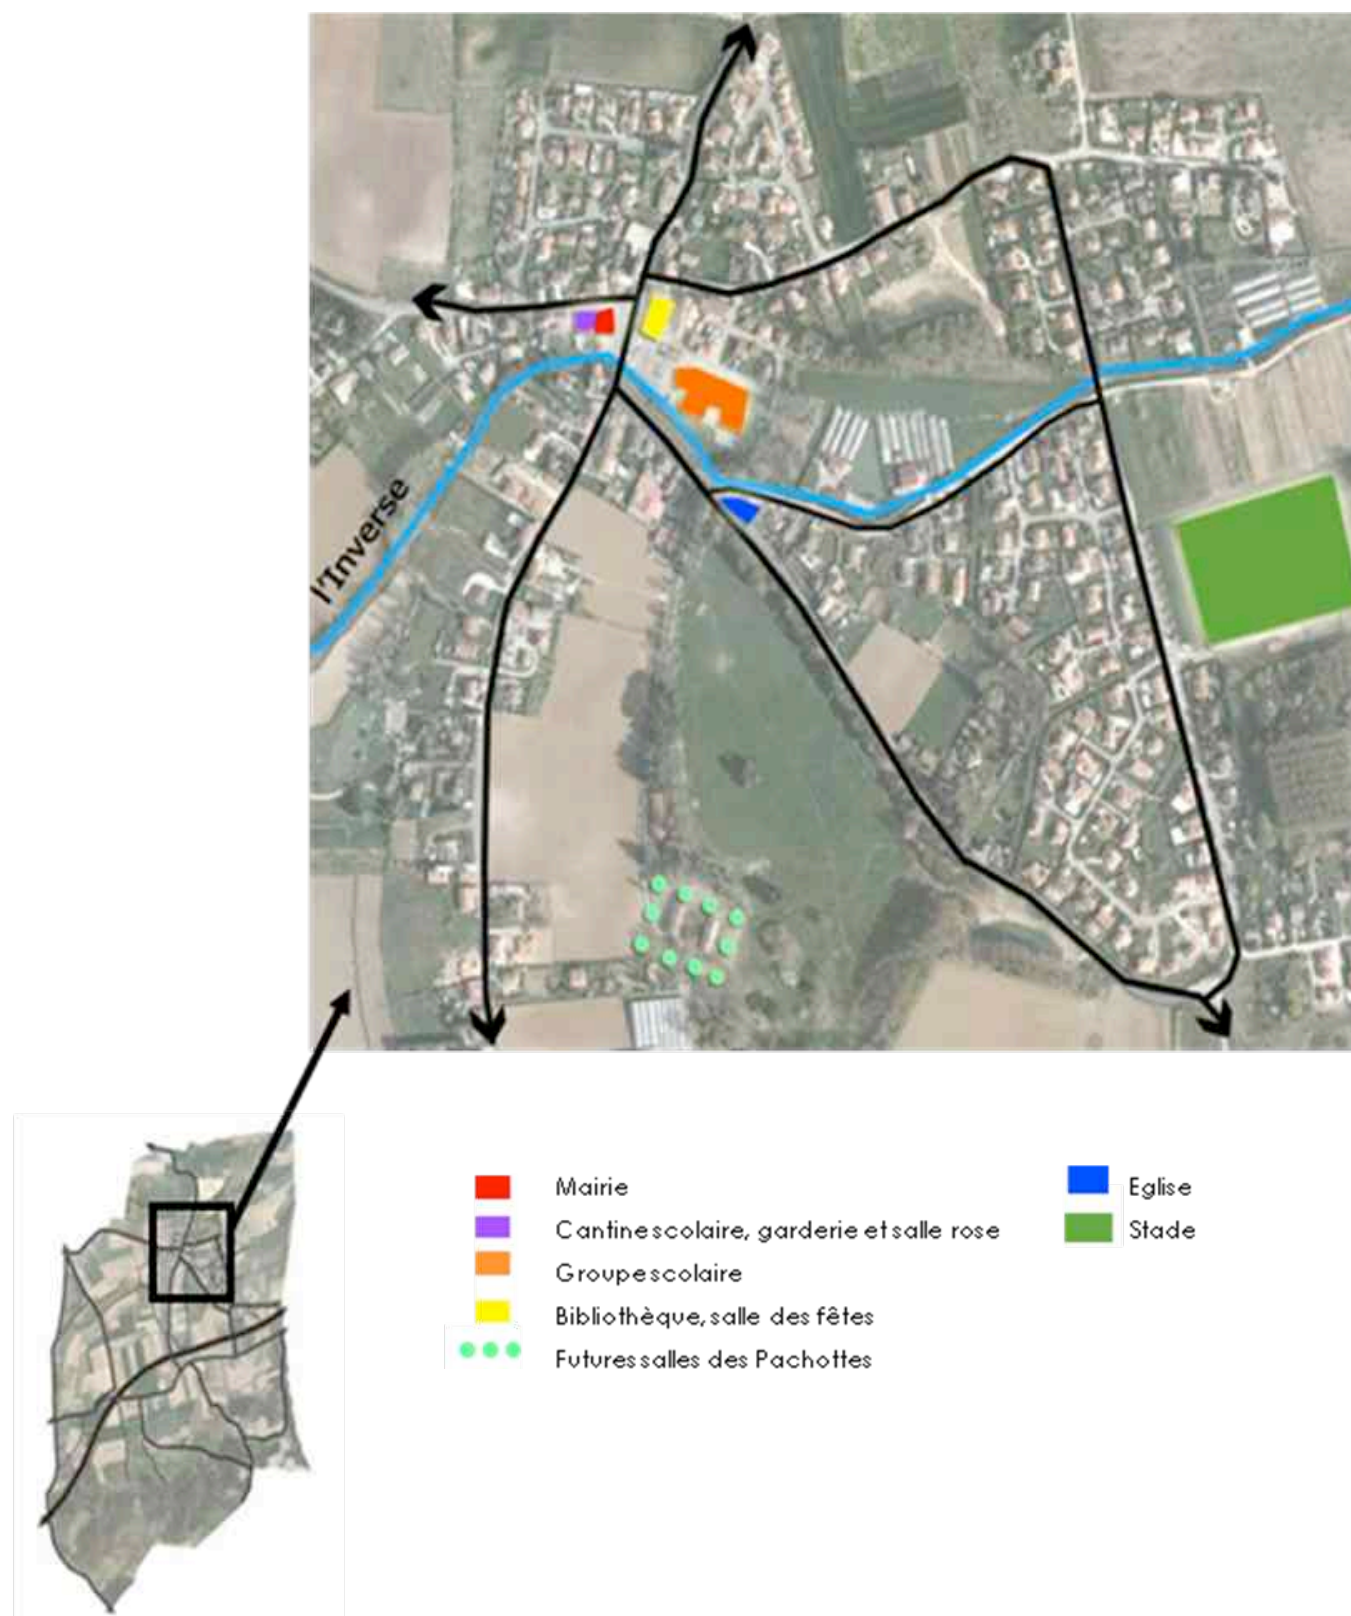 l'Inverse
Mairie
Cantine scolaire, garderie et salle rose
Groupe scolaire
Bibliothèque, salle des fêtes
Futures salles des Pachottes
Eglise
Stade